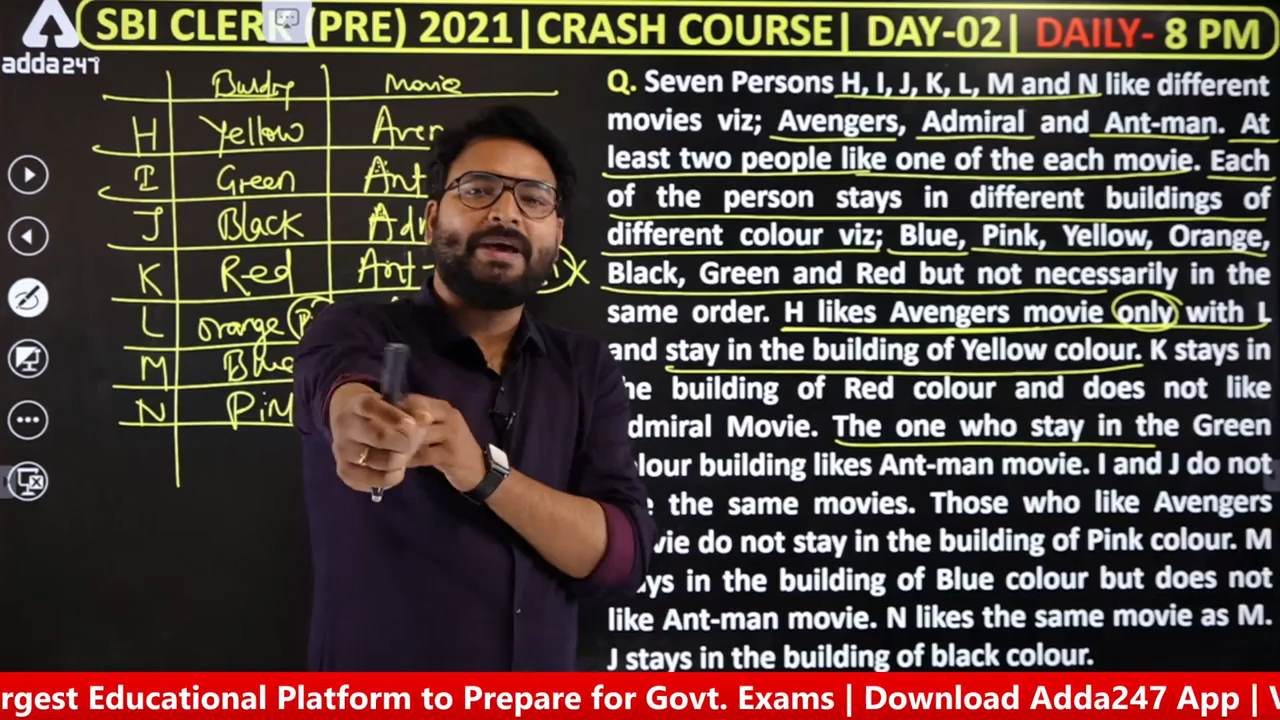 SBI CLERK (PRE) 2021|CRASH COURSE| DAY-02| DAILY- 8 PM
adda247
Movie
H Yellow Aven
I Green Ant
J Black Adm
K Red Ant- X
L orange
M Blue
N Pin
Q. Seven Persons H, I, J, K, L, M and N like different
movies viz; Avengers, Admiral and Ant-man. At
least two people like one of the each movie. Each
of the person stays in different buildings of
different colour viz; Blue, Pink, Yellow, Orange,
Black, Green and Red but not necessarily in the
same order. H likes Avengers movie only with L
and stay in the building of Yellow colour. K stays in
he building of Red colour and does not like
dmiral Movie. The one who stay in the Green
lour building likes Ant-man movie. I and J do not
e the same movies. Those who like Avengers
vie do not stay in the building of Pink colour. M
ays in the building of Blue colour but does not
like Ant-man movie. N likes the same movie as M.
J stays in the building of black colour.
rgest Educational Platform to Prepare for Govt. Exams | Download Adda247 App | V